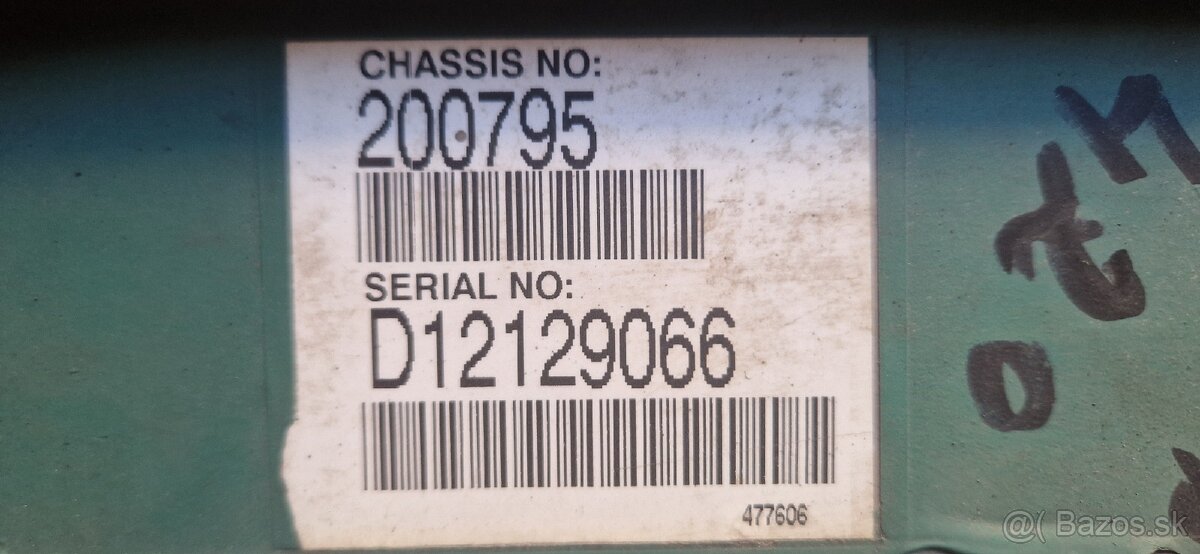 CHASSIS NO:
200795
SERIAL NO:
D12129066
477606
@( Bazos.sk